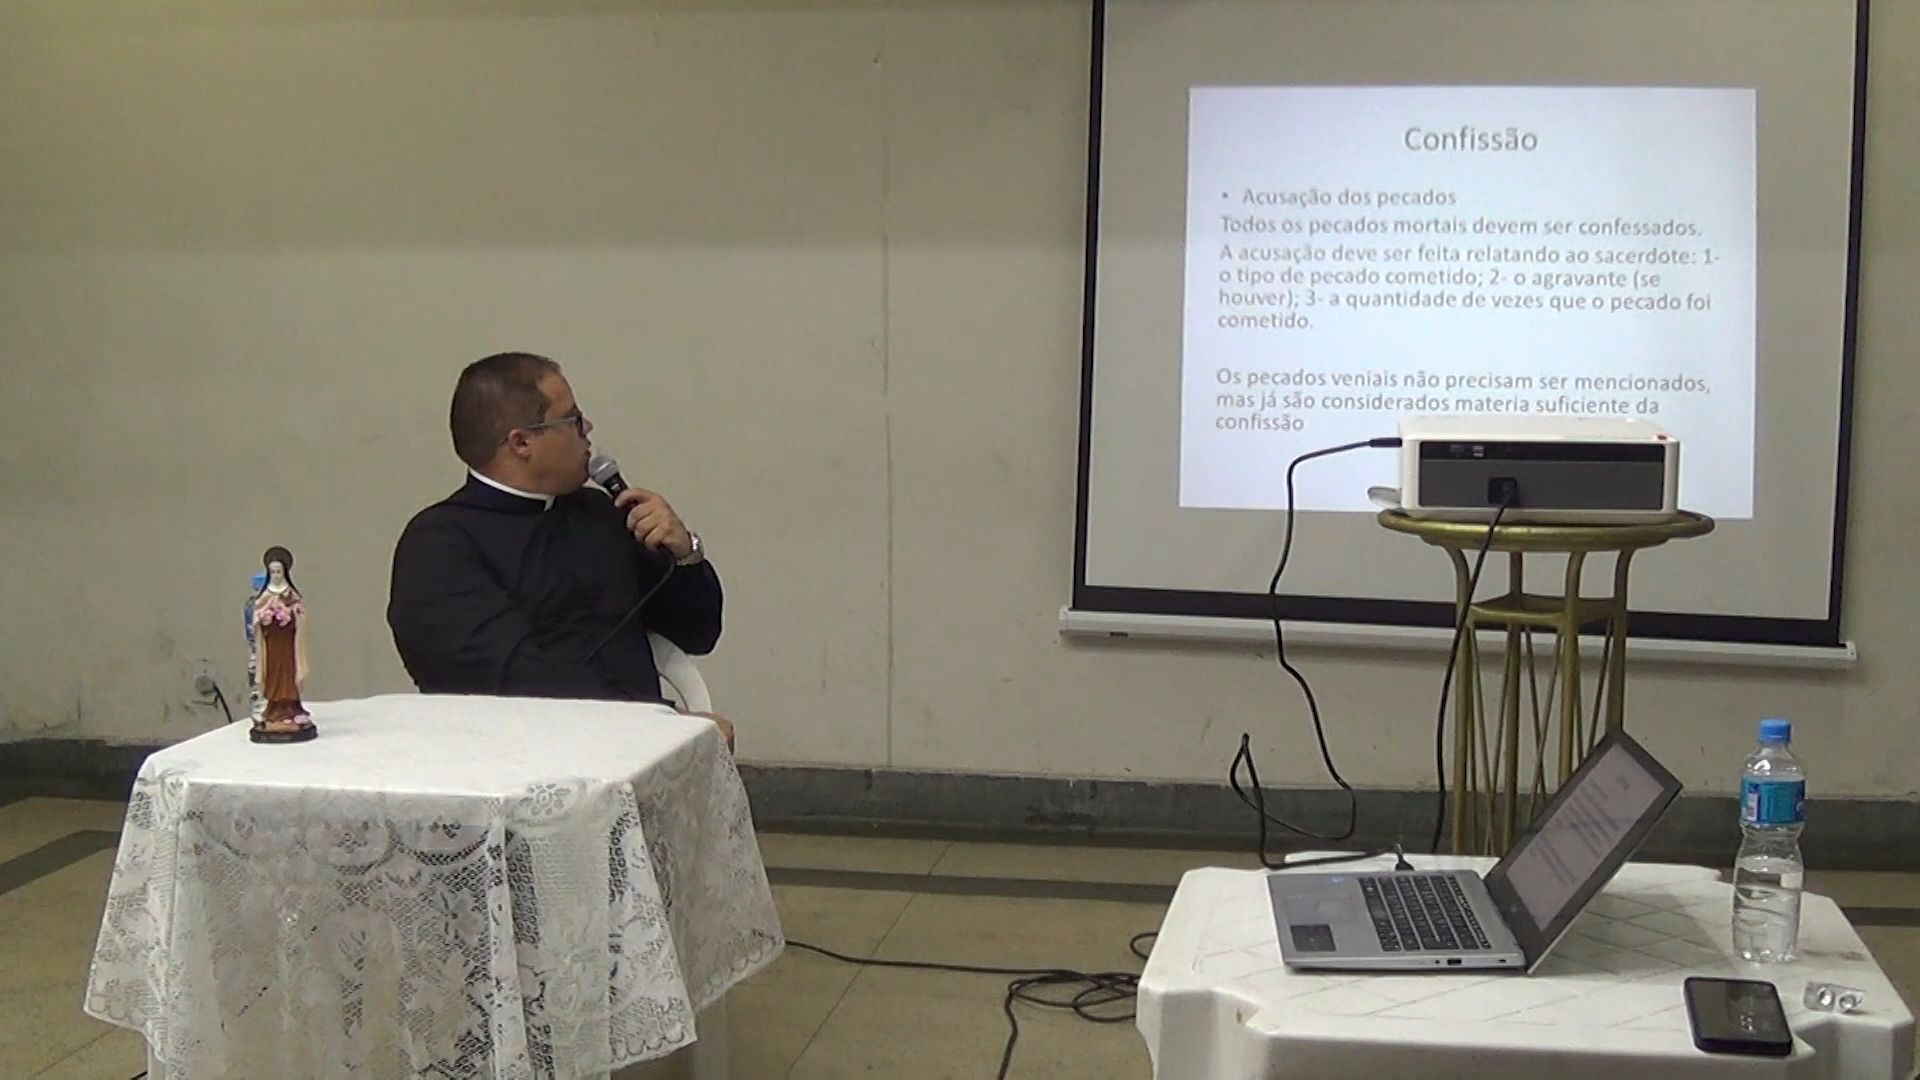 Confissão
• Acusação dos pecados
Todos os pecados mortais devem ser confessados.
A acusação deve ser feita relatando ao sacerdote: 1-
o tipo de pecado cometido; 2- o agravante (se
houver); 3- a quantidade de vezes que o pecado foi
cometido.
Os pecados veniais não precisam ser mencionados,
mas já são considerados materia suficiente da
confissão